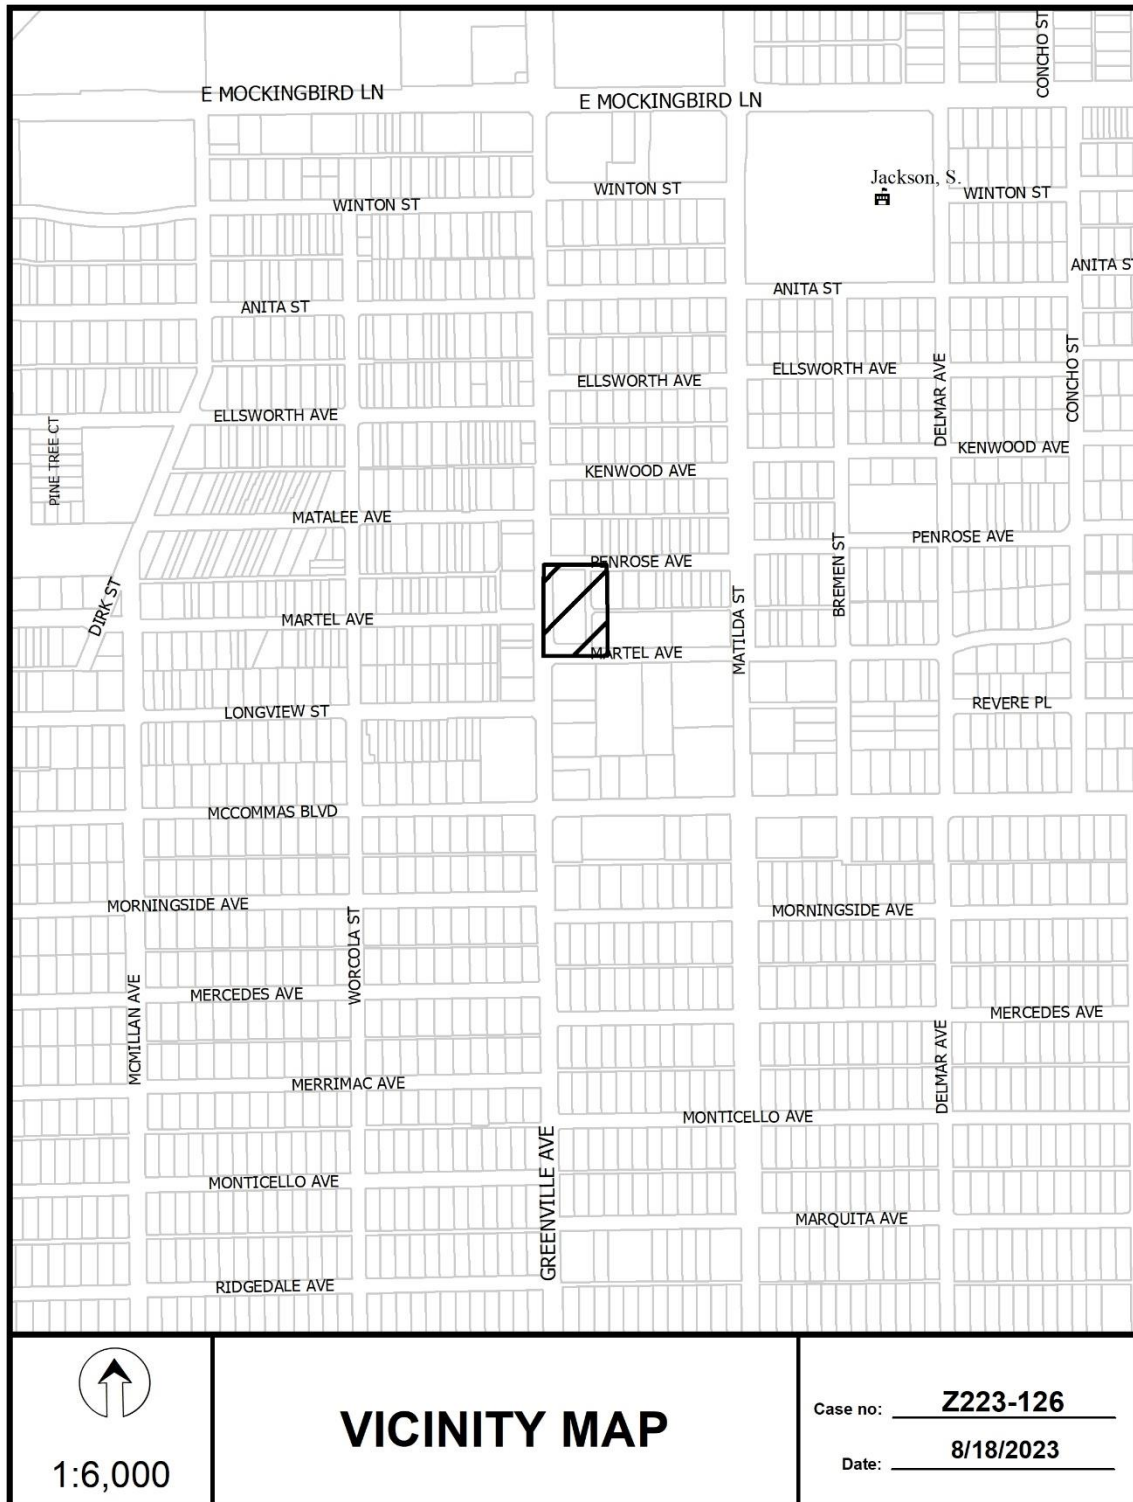 CONCHO ST
E MOCKINGBIRD LN
E MOCKINGBIRD LN
Jackson, S.
WINTON ST
WINTON ST
WINTON ST
ANITA ST
ANITA ST
ANITA ST
ELLSWORTH AVE
ELLSWORTH AVE
DELMAR AVE
CONCHO ST
ELLSWORTH AVE
PINE TREE CT
KENWOOD AVE
KENWOOD AVE
MATALEE AVE
PENROSE AVE
PENROSE AVE
BREMEN ST
DIRK ST
MARTEL AVE
MATILDA ST
MARTEL AVE
REVERE PL
LONGVIEW ST
MCCOMMAS BLVD
MORNINGSIDE AVE
MORNINGSIDE AVE
WORCOLA ST
MERCEDES AVE
MERCEDES AVE
MCMILLAN AVE
DELMAR AVE
MERRIMAC AVE
MONTICELLO AVE
GREENVILLE AVE
MONTICELLO AVE
MARQUITA AVE
RIDGEDALE AVE
1:6,000
VICINITY MAP
Case no: Z223-126
Date: 8/18/2023